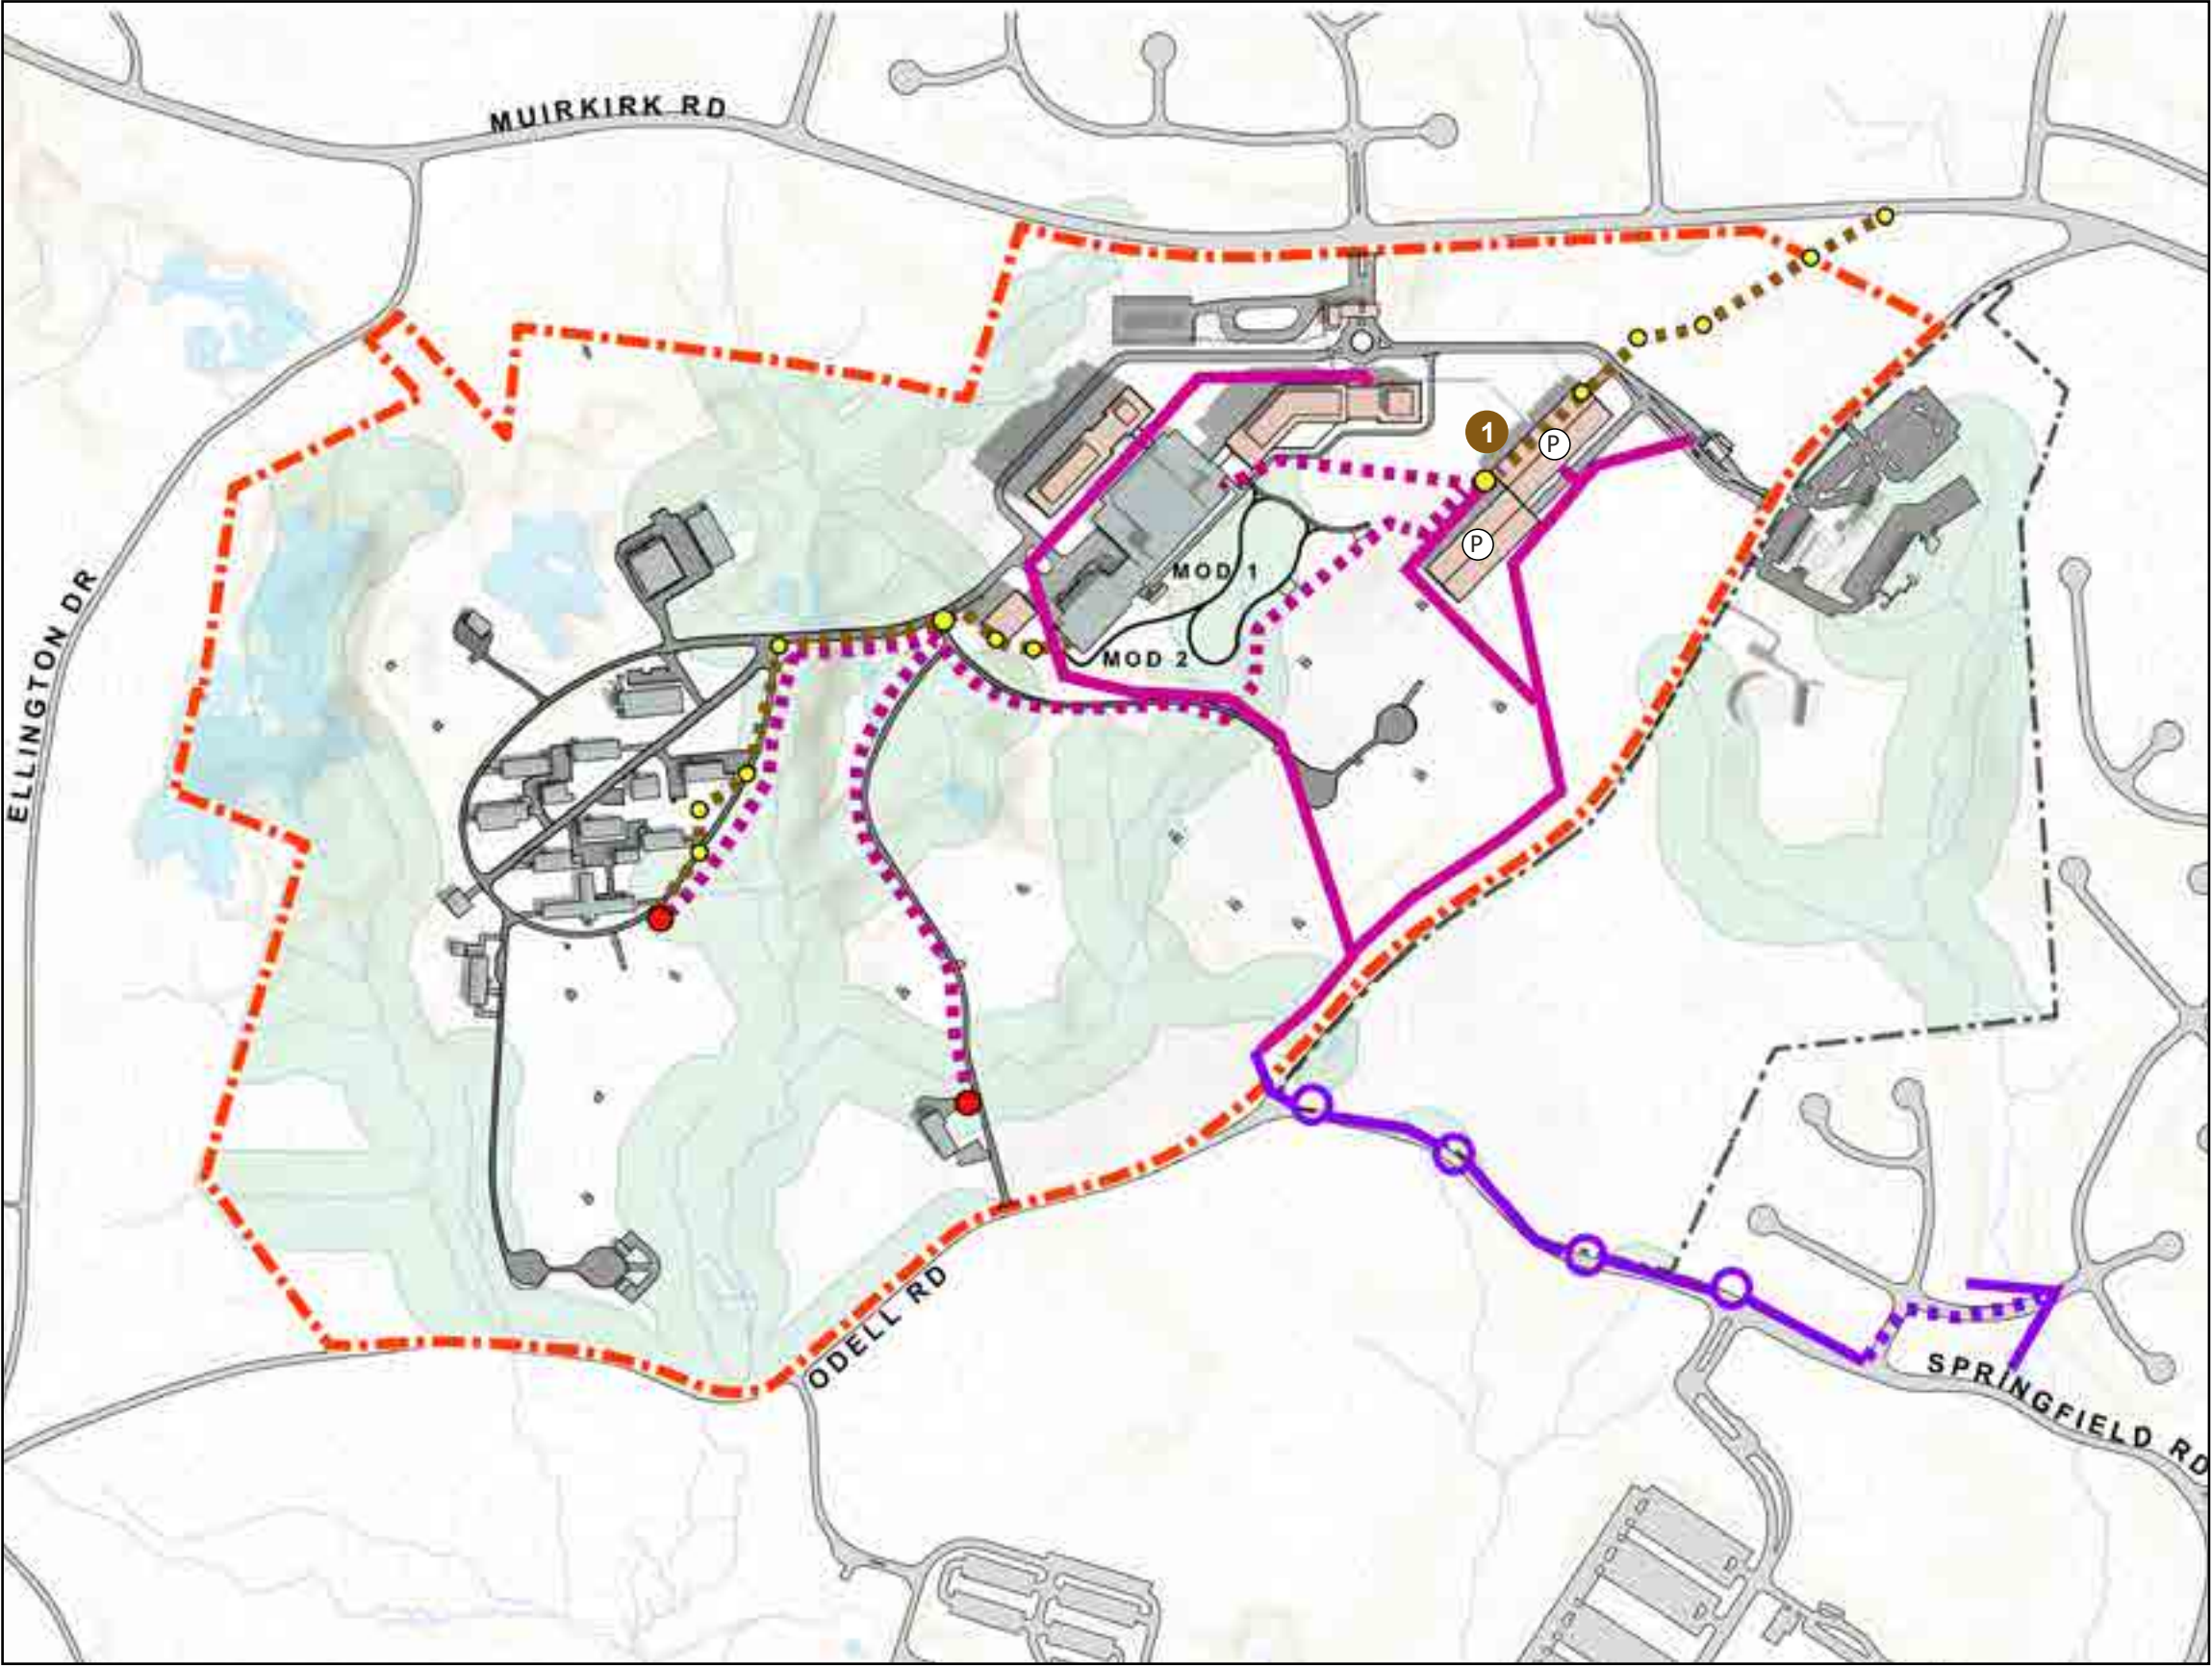 MUIRKIRK RD
1
P
P
MOD 1
MOD 2
ELLINGTON DR
ODELL RD
SPRINGFIELD RD